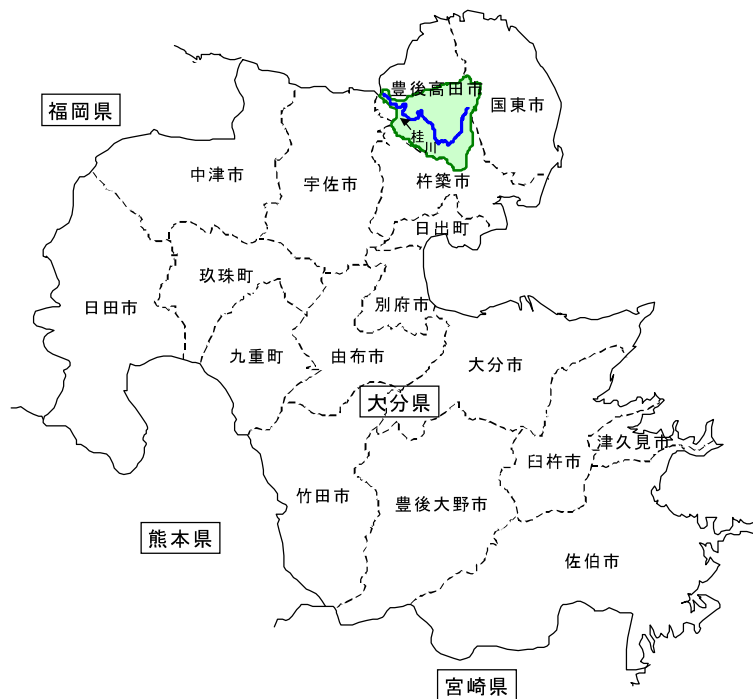 豊後高田市
福岡県
国東市
桂川
中津市
宇佐市
杵築市
日出町
玖珠町
日田市
別府市
九重町
由布市
大分市
大分県
津久見市
臼杵市
竹田市
豊後大野市
熊本県
佐伯市
宮崎県